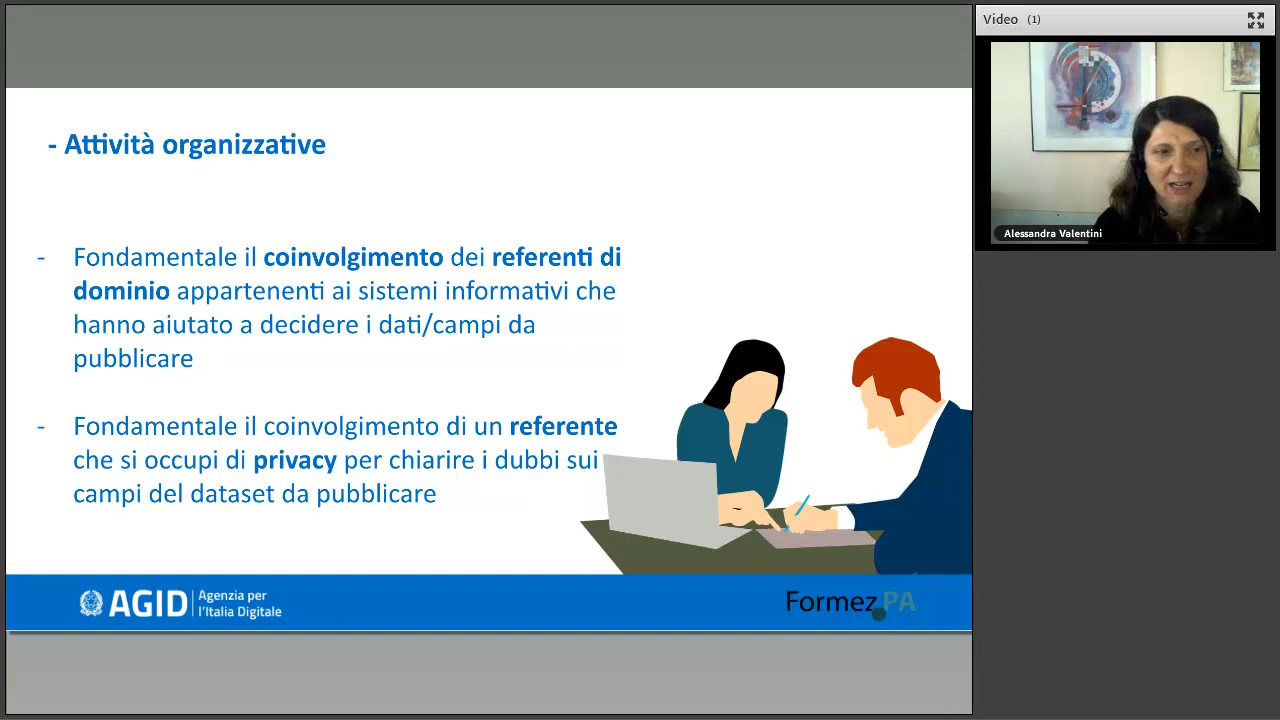 - Attività organizzative
- Fondamentale il coinvolgimento dei referenti di
dominio appartenenti ai sistemi informativi che
hanno aiutato a decidere i dati/campi da
pubblicare
- Fondamentale il coinvolgimento di un referente
che si occupi di privacy per chiarire i dubbi sui
campi del dataset da pubblicare
AGID Agenzia per
l'Italia Digitale
Formez PA
Video (1)
Alessandra Valentini